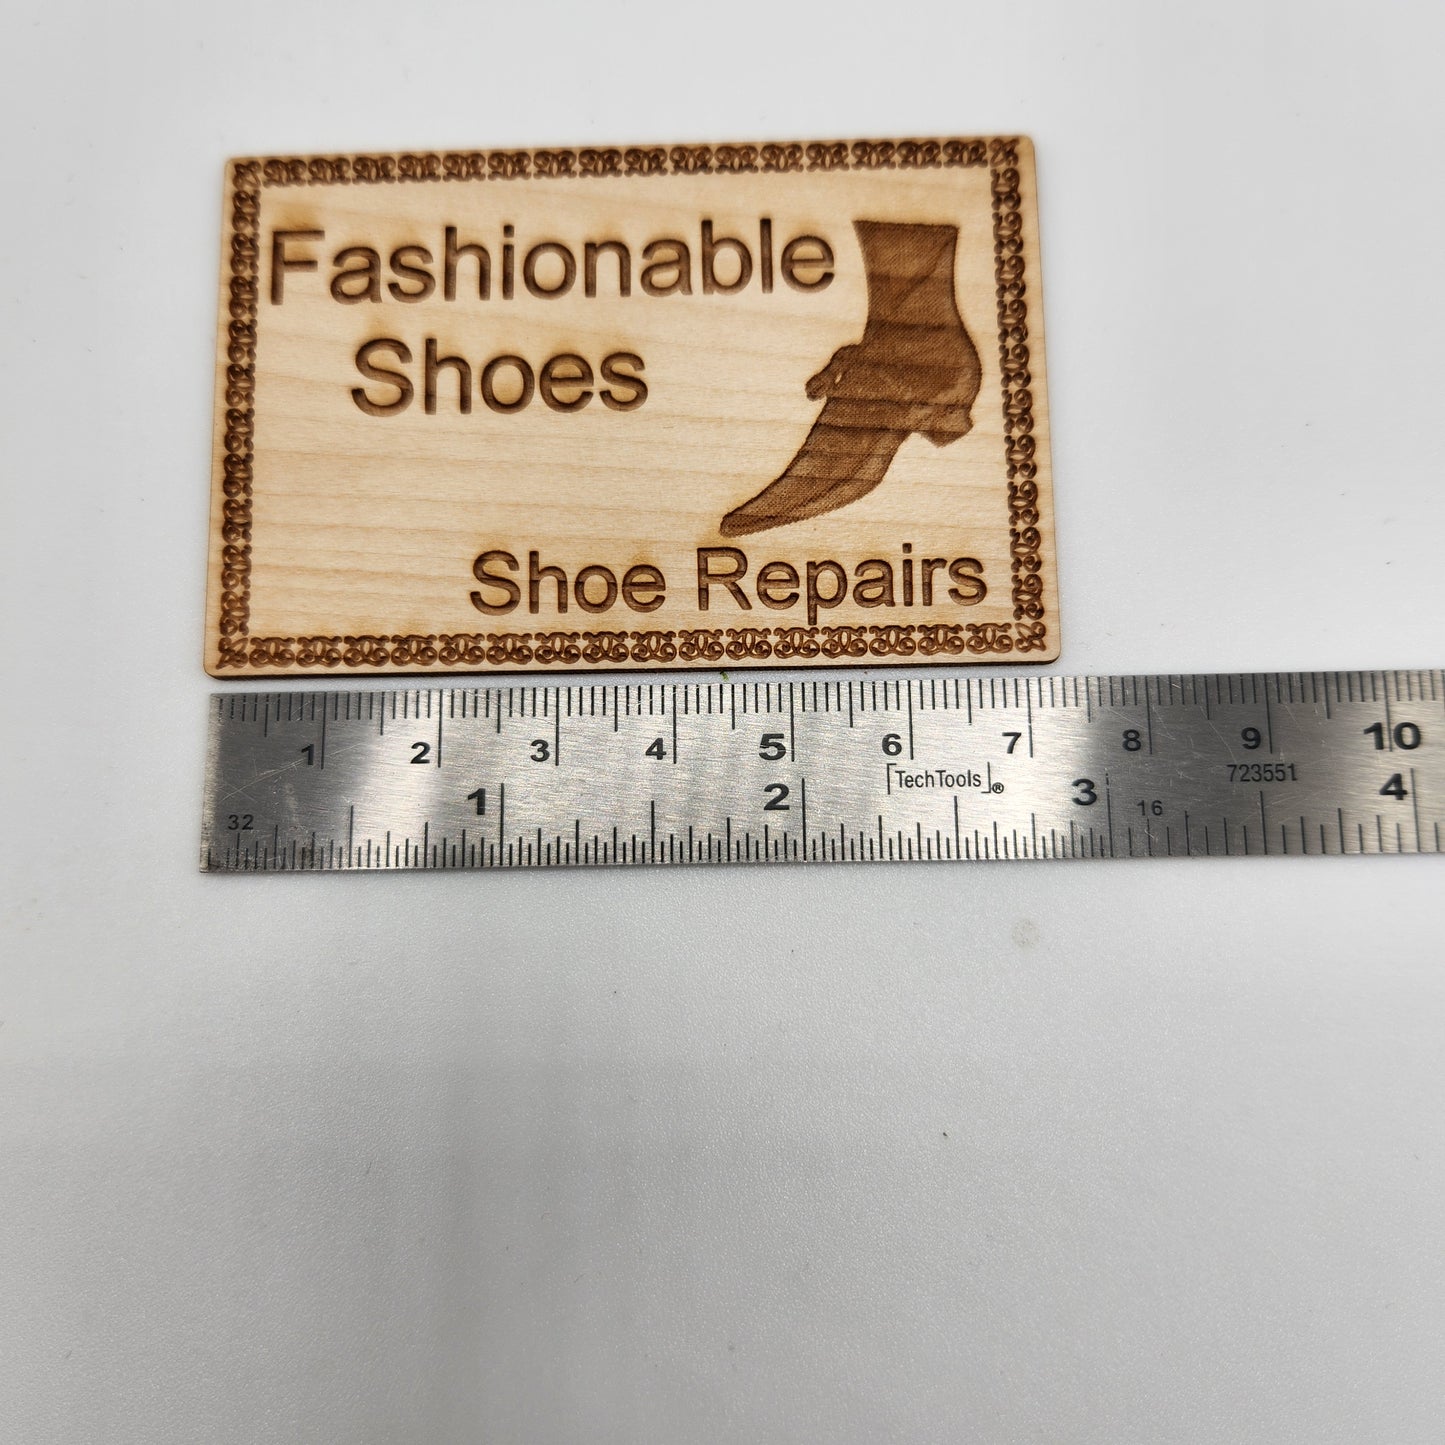 Fashionable
Shoes
Shoe Repairs
1 2 3 4 5 6 7 8 9 10
TechTools® 723551
32 1 2 3 16 4